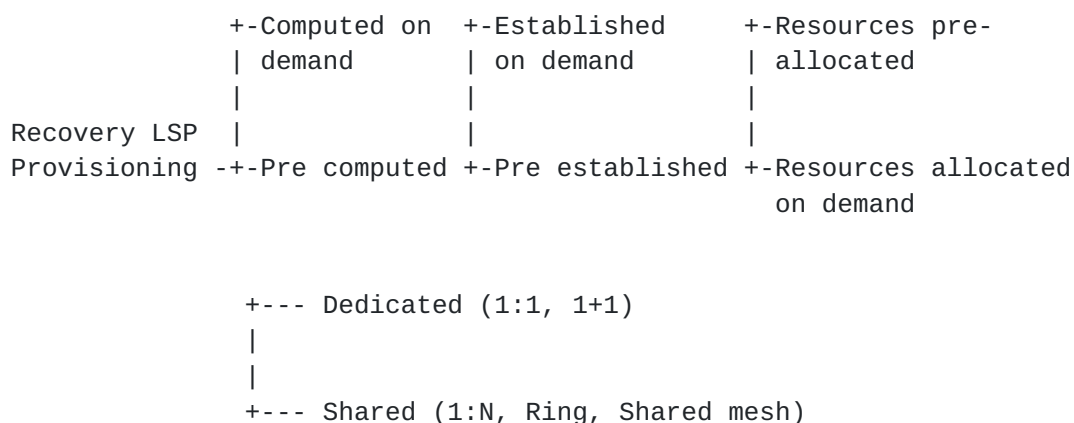 +-Computed on  +-Established     +-Resources pre-
              | demand       | on demand       | allocated
              |              |                 |
Recovery LSP  |              |                 |
Provisioning -+-Pre computed +-Pre established +-Resources allocated
                                                 on demand

               +--- Dedicated (1:1, 1+1)
               |
               |
               +--- Shared (1:N, Ring, Shared mesh)